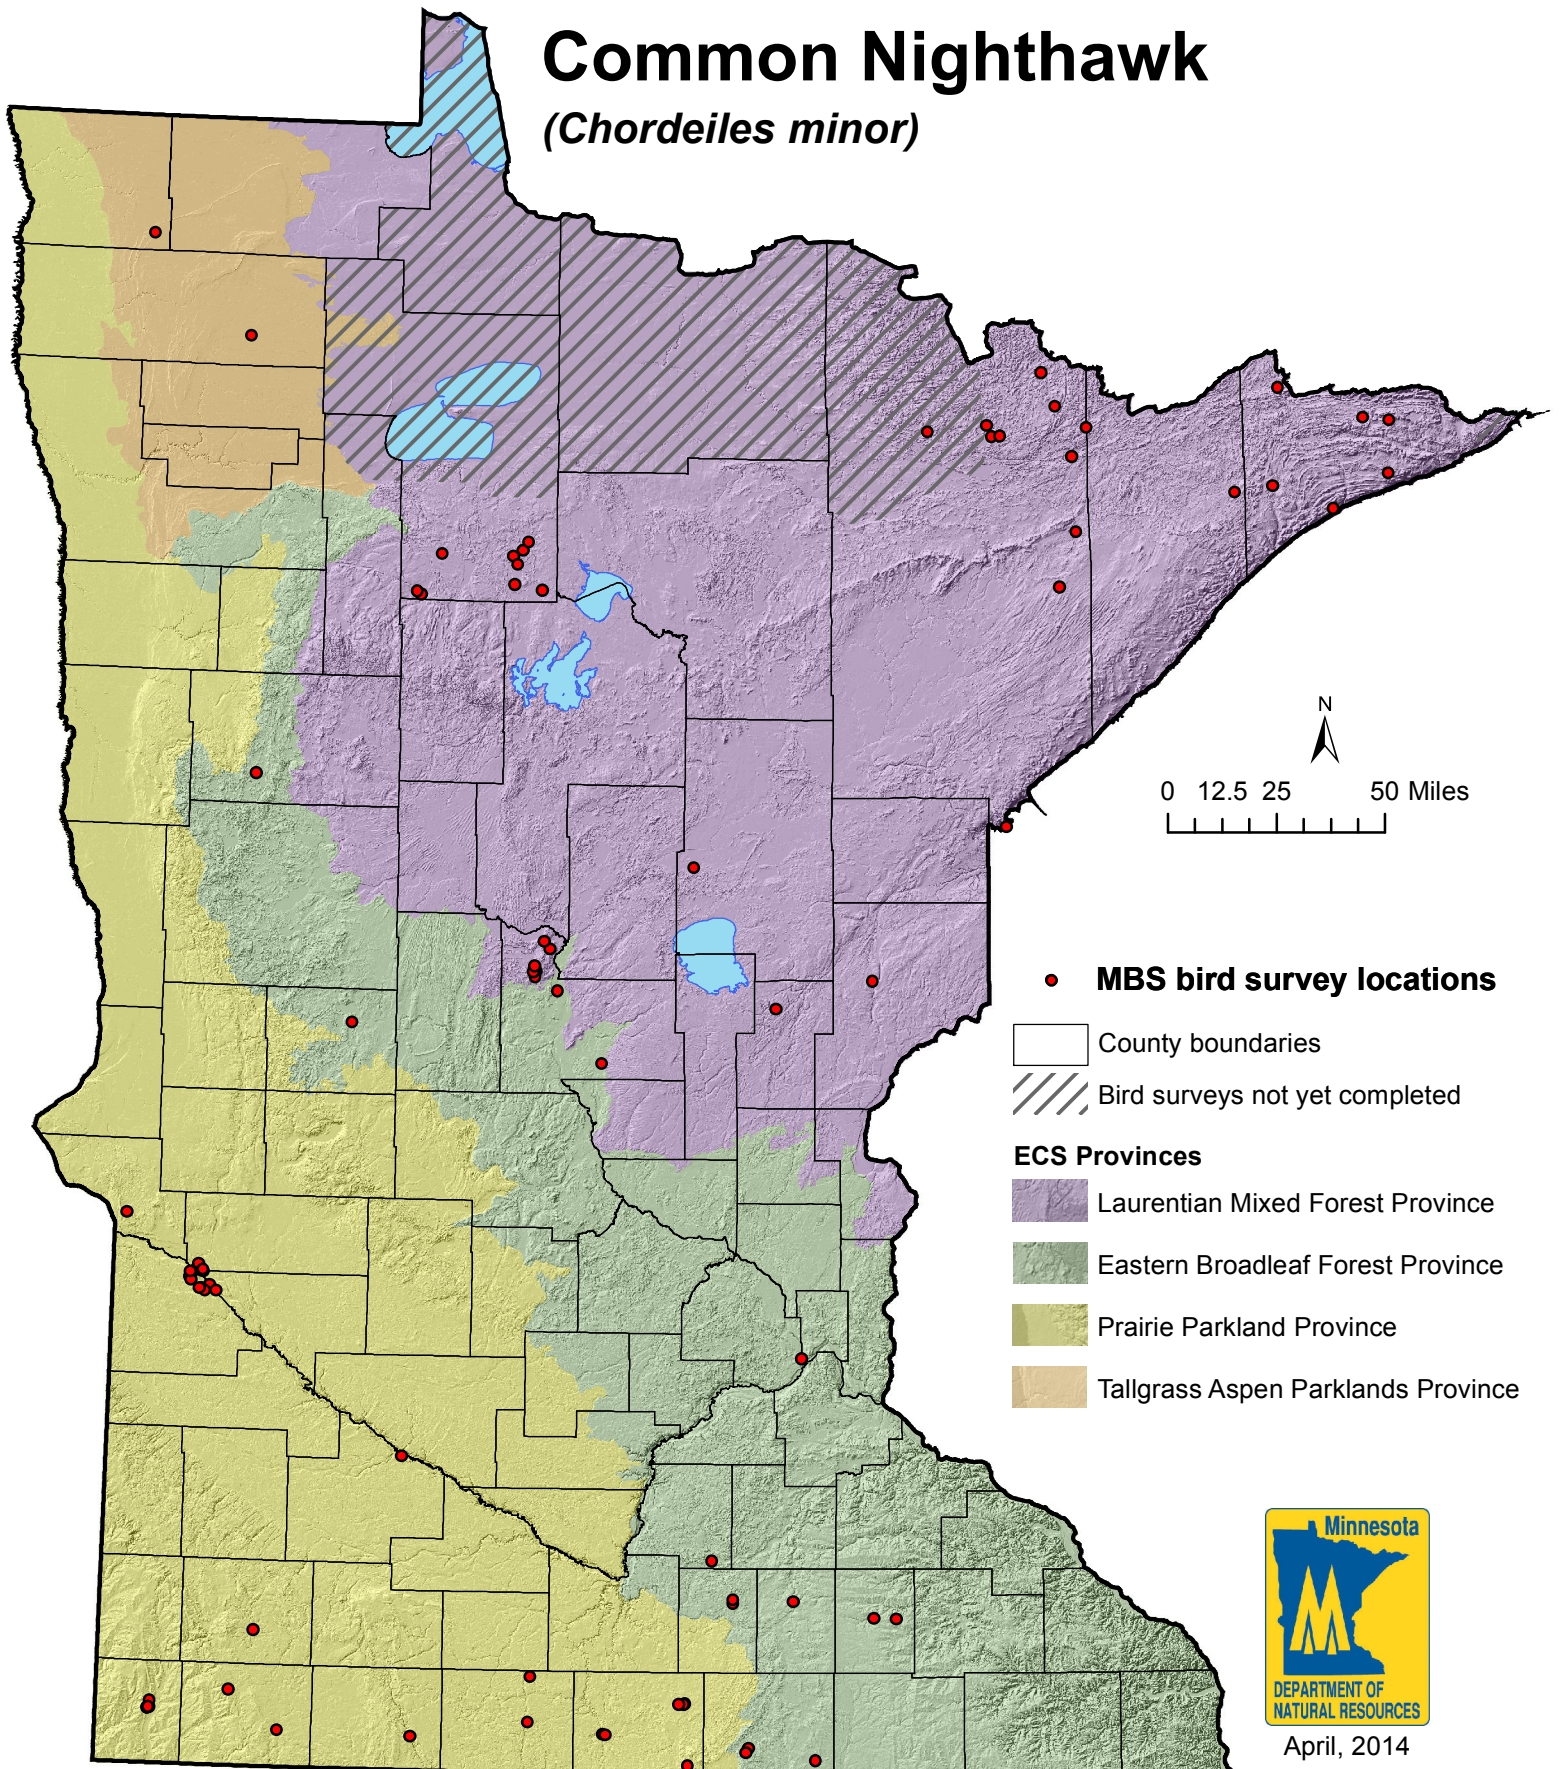 Common Nighthawk
(Chordeiles minor)
N
0 12.5 25 50 Miles
MBS bird survey locations
County boundaries
Bird surveys not yet completed
ECS Provinces
Laurentian Mixed Forest Province
Eastern Broadleaf Forest Province
Prairie Parkland Province
Tallgrass Aspen Parklands Province
Minnesota
DEPARTMENT OF
NATURAL RESOURCES
April, 2014